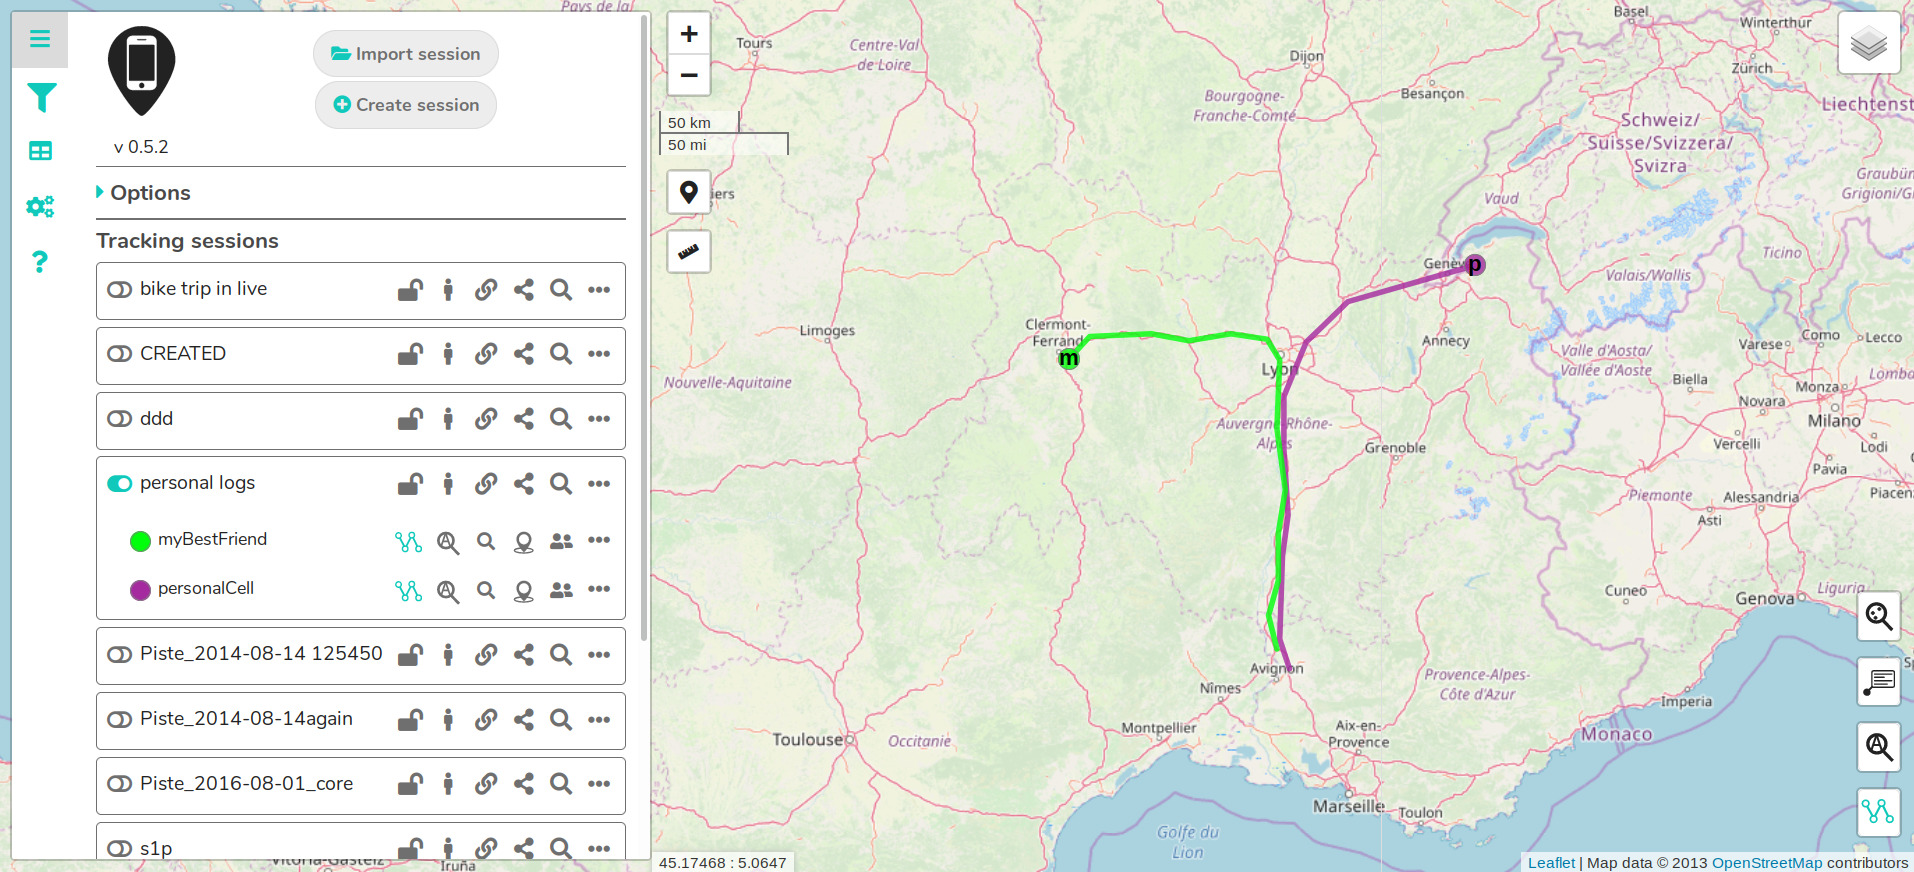 Import session
Create session
v 0.5.2
Options
Tracking sessions
bike trip in live
CREATED
ddd
personal logs
myBestFriend
personalCell
Piste_2014-08-14 125450
Piste_2014-08-14again
Piste_2016-08-01_core
s1p
+
−
50 km
50 mi
Pays de la
Tours
Centre-Val
de Loire
Dijon
Bourgogne-
Franche-Comté
Besançon
Basel
Winterthur
Zürich
Liechtenst
Schweiz/
Suisse/Svizzera/
Svizra
Graubün
Grigioni/G
Vaud
Ticino
Valais/Wallis
iers
Genève
p
Limoges
Clermont-
Ferrand
m
Lyon
Annecy
Valle d'Aosta/
Vallée d'Aoste
Varese
Como
Lecco
Lomba
Biella
Monza
Novara
Milano
Nouvelle-Aquitaine
Auvergne-Rhône-
Alpes
Grenoble
Vercelli
Lodi
Pavia
Piemonte
Alessandria
Piacen
Asti
Cuneo
Genova
Liguria
Avignon
Nîmes
Provence-Alpes-
Côte d'Azur
Imperia
Montpellier
Aix-en-
Provence
Monaco
Toulouse
Occitanie
Marseille
Toulon
Golfe du
Lion
Vitoria-Gasteiz
Iruña
45.17468 : 5.0647
Leaflet | Map data © 2013 OpenStreetMap contributors